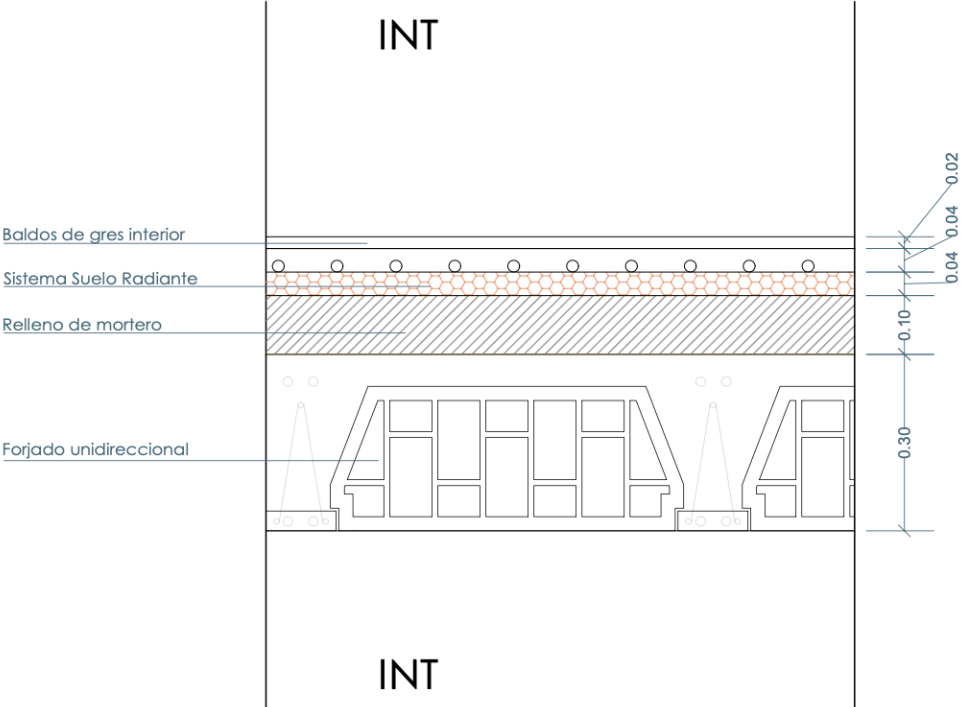 INT
0.02
Baldos de gres interior
0.04
Sistema Suelo Radiante
0.04
Relleno de mortero
0.10
Forjado unidireccional
0.30
INT